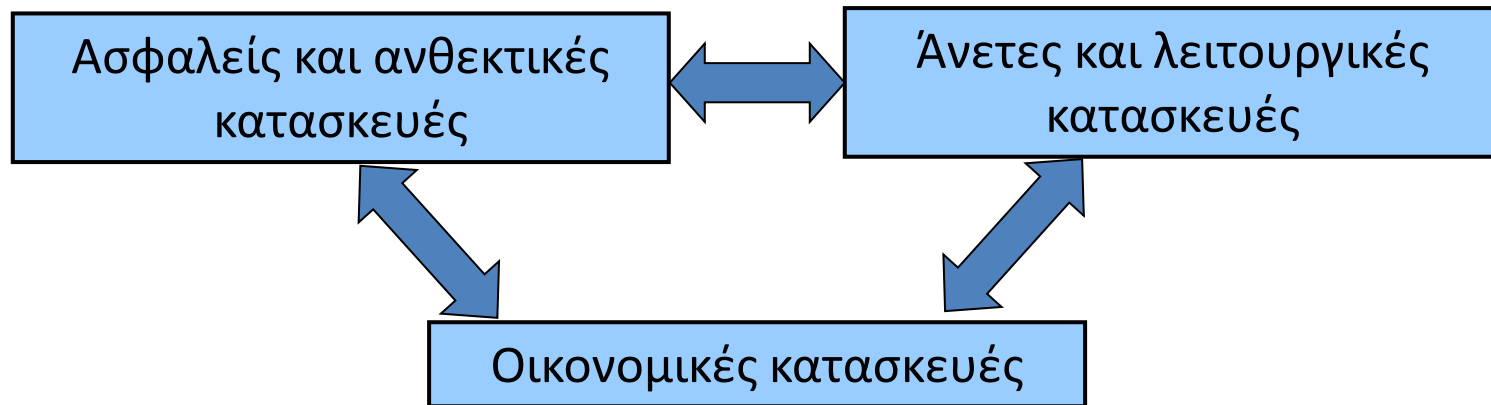 Ασφαλείς και ανθεκτικές
κατασκευές
Άνετες και λειτουργικές
κατασκευές
Οικονομικές κατασκευές